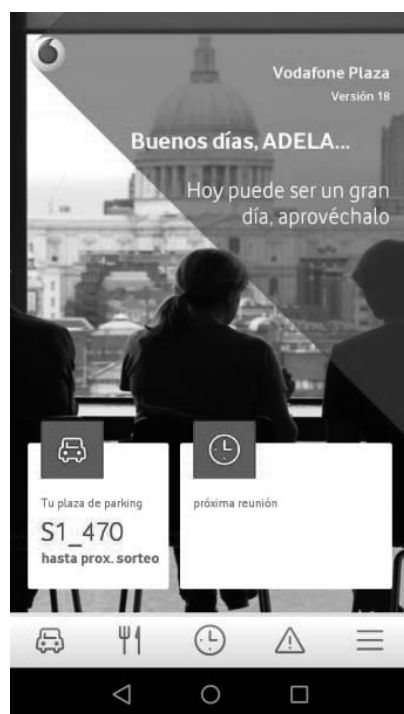 Vodafone Plaza
Versión 18
Buenos días, ADELA...
Hoy puede ser un gran
día, aprovéchalo
Tu plaza de parking
S1_470
hasta prox. sorteo
próxima reunión